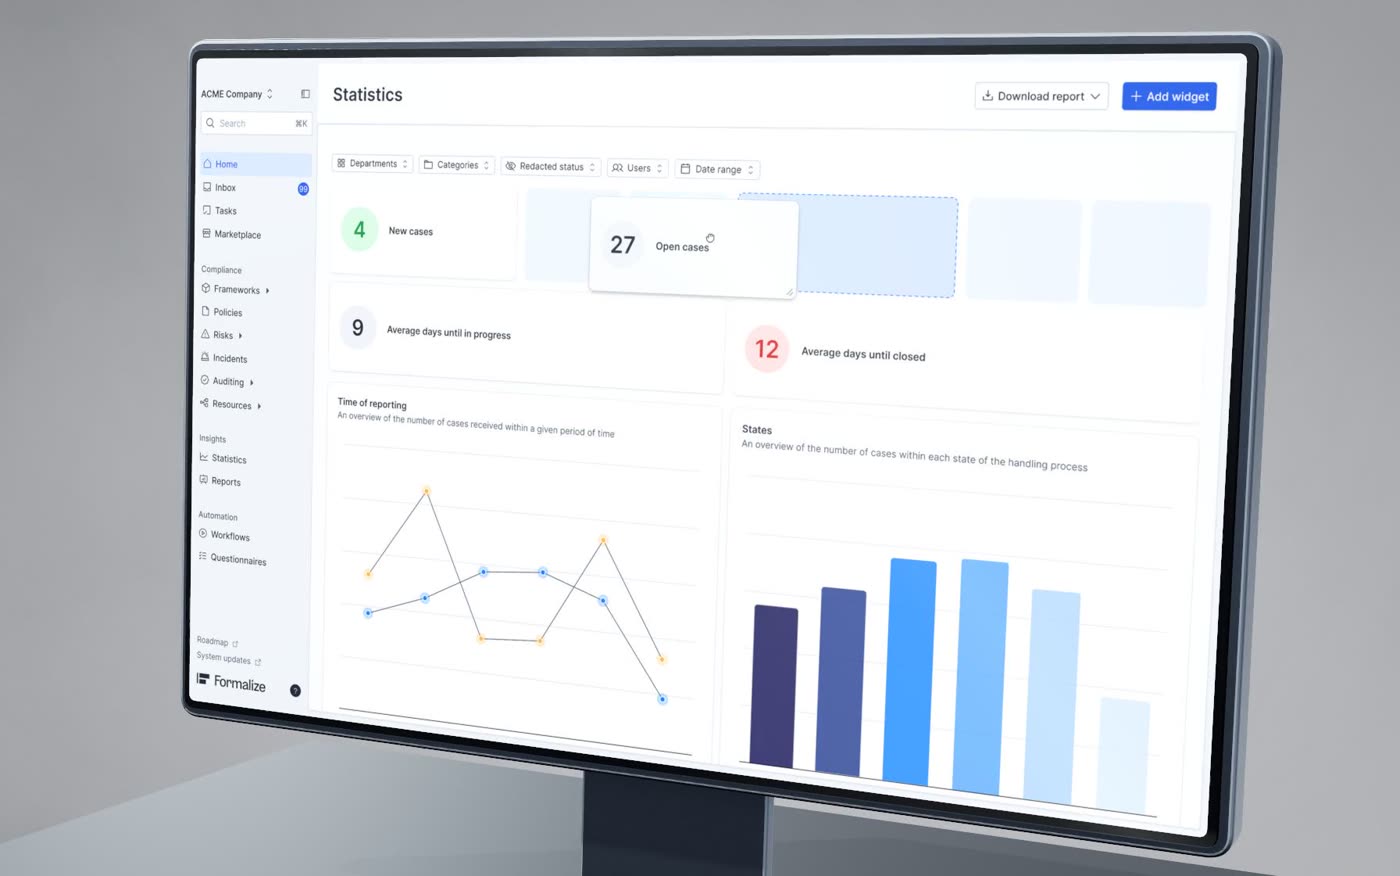 ACME Company
Search
⌘K
Home
Inbox
99
Tasks
Marketplace
Compliance
Frameworks
Policies
Risks
Incidents
Auditing
Resources
Insights
Statistics
Reports
Automation
Workflows
Questionnaires
Roadmap
System updates
Formalize
?
Statistics
Download report
+ Add widget
Departments
Categories
Redacted status
Users
Date range
4 New cases
27 Open cases
9 Average days until in progress
12 Average days until closed
Time of reporting
An overview of the number of cases received within a given period of time
States
An overview of the number of cases within each state of the handling process